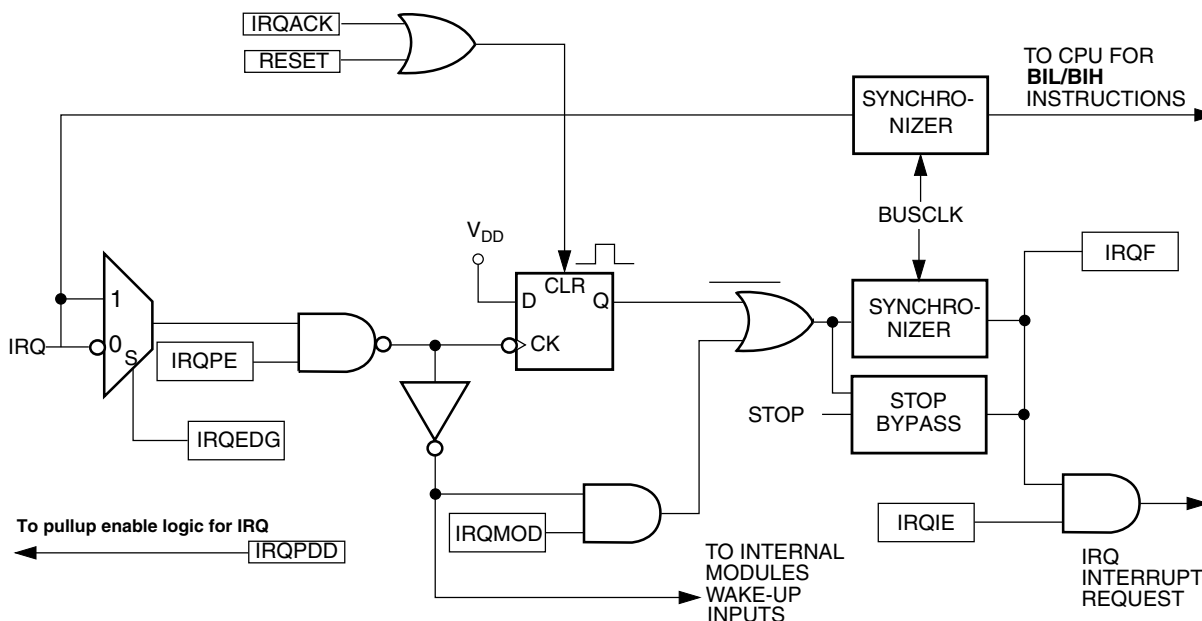 IRQACK
RESET
TO CPU FOR
BIL/BIH
INSTRUCTIONS
SYNCHRO-
NIZER
BUSCLK
VDD
CLR
D
Q
CK
IRQF
SYNCHRO-
NIZER
1
0
S
IRQ
IRQPE
IRQEDG
STOP
STOP
BYPASS
To pullup enable logic for IRQ
IRQPDD
IRQMOD
IRQIE
TO INTERNAL
MODULES
WAKE-UP
INPUTS
IRQ
INTERRUPT
REQUEST